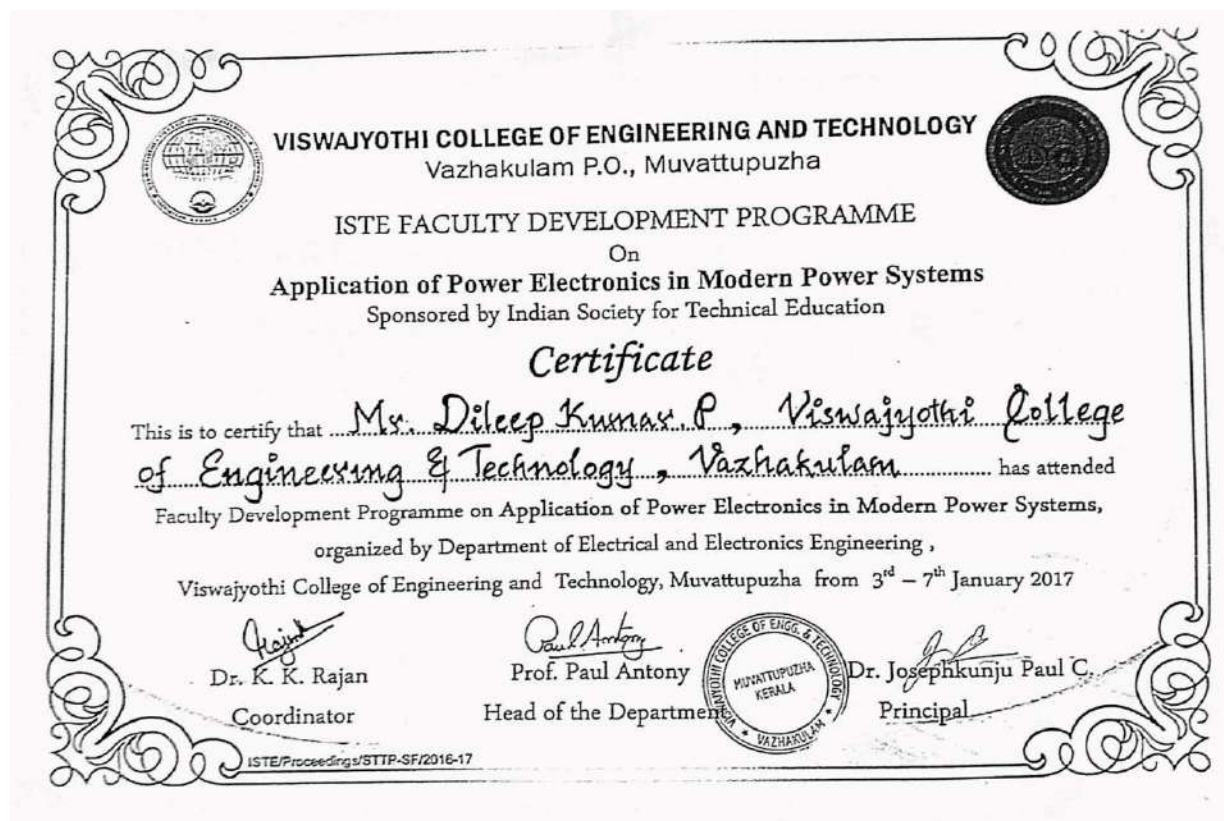 VISWAJYOTHI COLLEGE OF ENGINEERING AND TECHNOLOGY
Vazhakulam P.O., Muvattupuzha
ISTE FACULTY DEVELOPMENT PROGRAMME
On
Application of Power Electronics in Modern Power Systems
Sponsored by Indian Society for Technical Education
Certificate
This is to certify that Mr. Dileep Kumar. P, Viswajyothi College
of Engineering & Technology, Vazhakulam has attended
Faculty Development Programme on Application of Power Electronics in Modern Power Systems,
organized by Department of Electrical and Electronics Engineering ,
Viswajyothi College of Engineering and Technology, Muvattupuzha from 3rd – 7th January 2017
Paul Antony
Dr. K. K. Rajan Prof. Paul Antony Dr. Josephkunju Paul C.
Coordinator Head of the Department Principal
VISWAJYOTHI COLLEGE OF ENGG. & TECHNOLOGY
MUVATTUPUZHA
KERALA
VAZHAKULAM
ISTE/Proceedings/STTP-SF/2016-17